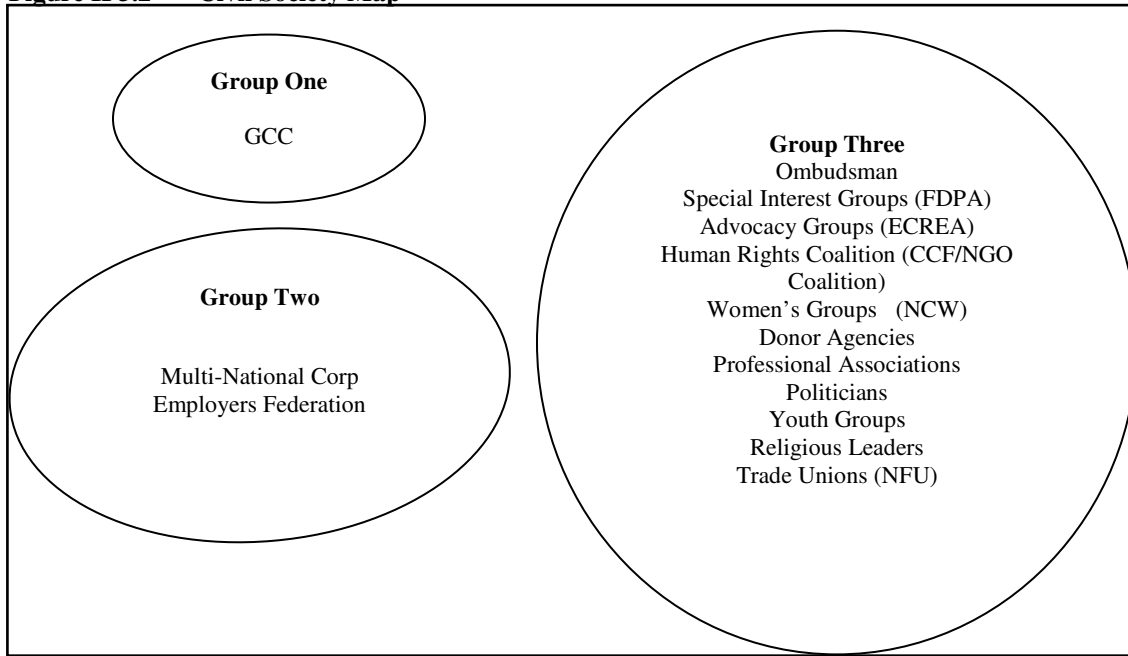 Group One
GCC
Group Two
Multi-National Corp
Employers Federation
Group Three
Ombudsman
Special Interest Groups (FDPA)
Advocacy Groups (ECREA)
Human Rights Coalition (CCF/NGO
Coalition)
Women's Groups (NCW)
Donor Agencies
Professional Associations
Politicians
Youth Groups
Religious Leaders
Trade Unions (NFU)